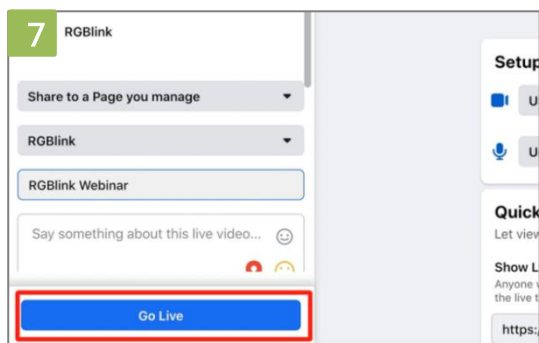 7
RGBlink
Share to a Page you manage
RGBlink
RGBlink Webinar
Say something about this live video...
Go Live
Setup
U
U
Quick
Let view
Show L
Anyone
the live t
https:/